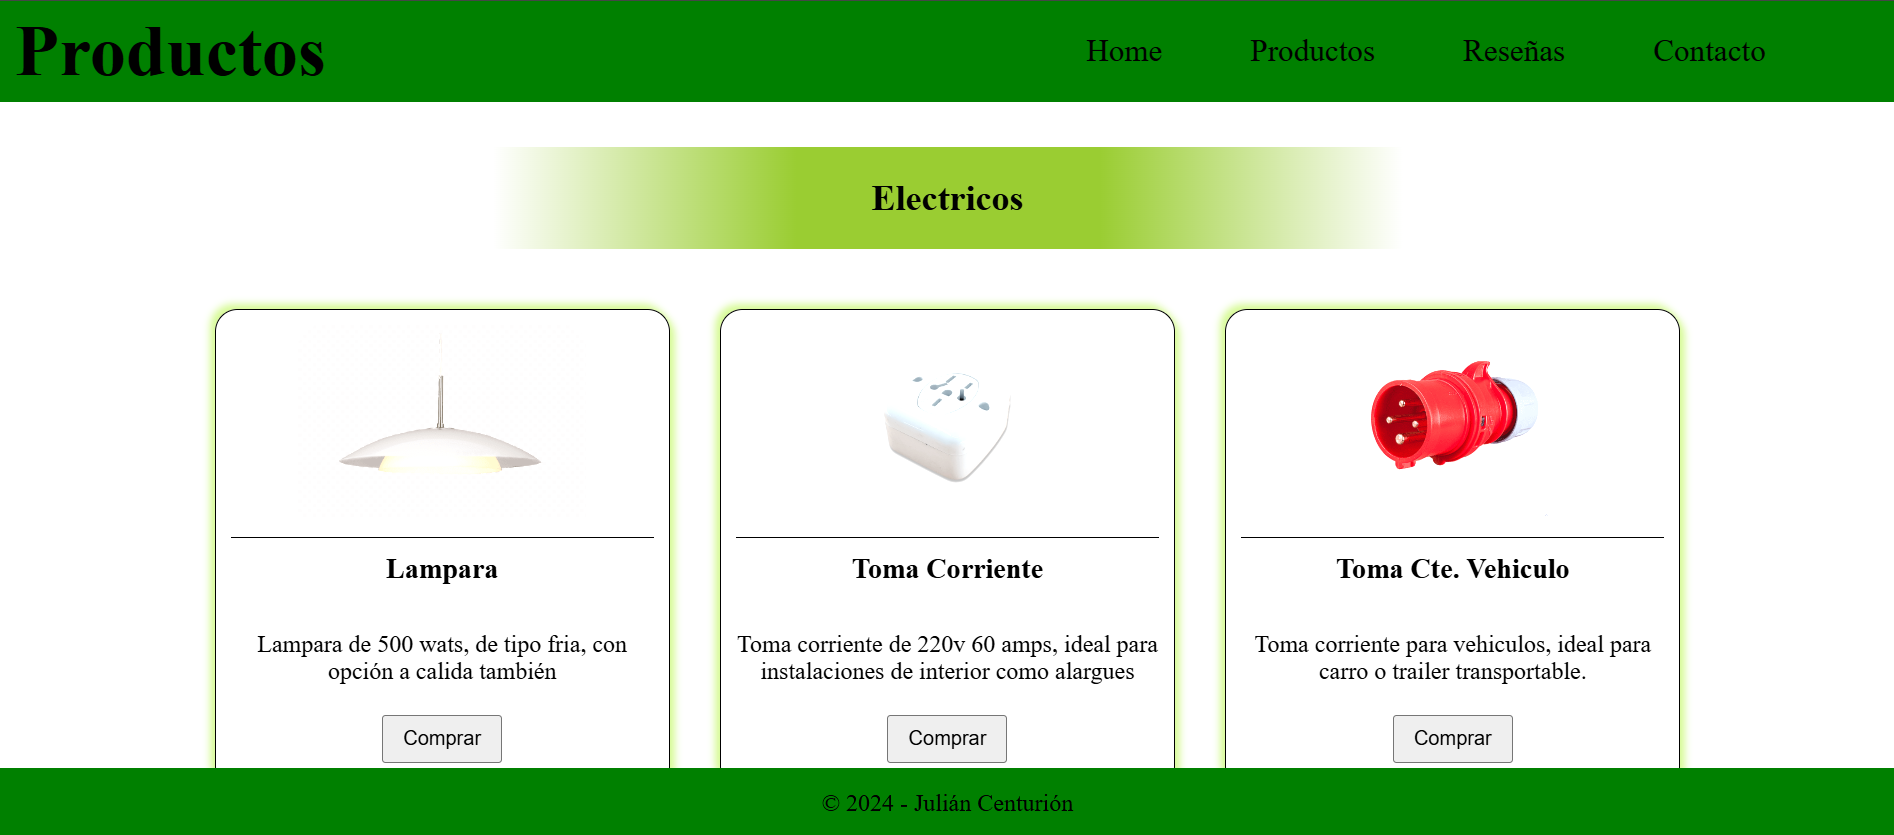 Productos
Home
Productos
Reseñas
Contacto
Electricos
Lampara
Lampara de 500 wats, de tipo fria, con
opción a calida también
Comprar
Toma Corriente
Toma corriente de 220v 60 amps, ideal para
instalaciones de interior como alargues
Comprar
Toma Cte. Vehiculo
Toma corriente para vehiculos, ideal para
carro o trailer transportable.
Comprar
© 2024 - Julián Centurión